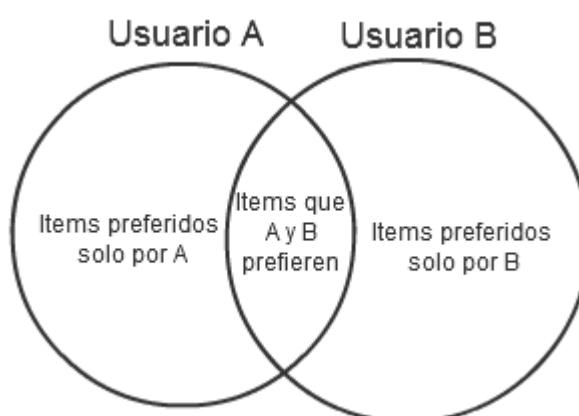 Usuario A
Usuario B
Items preferidos
solo por A
Items que
A y B
prefieren
Items preferidos
solo por B